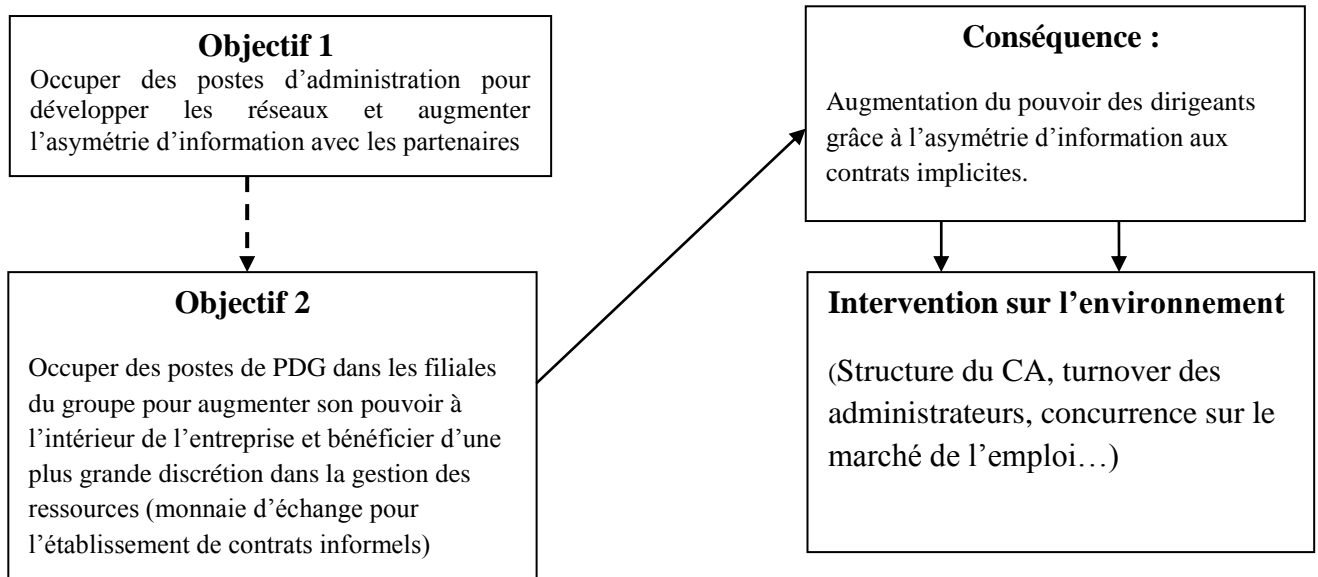 Objectif 1
Occuper des postes d’administration pour
développer les réseaux et augmenter
l’asymétrie d’information avec les partenaires
Objectif 2
Occuper des postes de PDG dans les filiales
du groupe pour augmenter son pouvoir à
l’intérieur de l’entreprise et bénéficier d’une
plus grande discrétion dans la gestion des
ressources (monnaie d’échange pour
l’établissement de contrats informels)
Conséquence :
Augmentation du pouvoir des dirigeants
grâce à l’asymétrie d’information aux
contrats implicites.
Intervention sur l’environnement
(Structure du CA, turnover des
administrateurs, concurrence sur le
marché de l’emploi…)